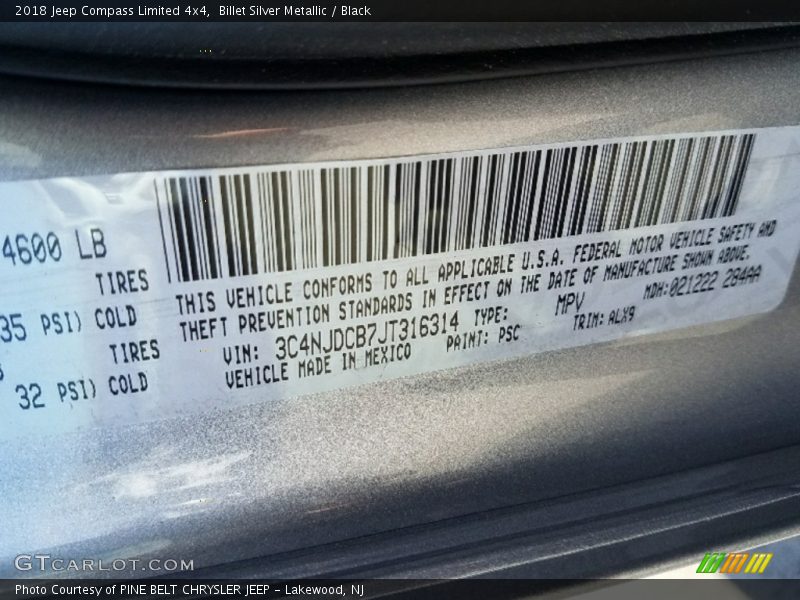 2018 Jeep Compass Limited 4x4,  Billet Silver Metallic / Black
4600 LB
TIRES
35 PSI) COLD
TIRES
32 PSI) COLD
THIS VEHICLE CONFORMS TO ALL APPLICABLE U.S.A. FEDERAL MOTOR VEHICLE SAFETY AND
THEFT PREVENTION STANDARDS IN EFFECT ON THE DATE OF MANUFACTURE SHOWN ABOVE.
VIN: 3C4NJDCB7JT316314 TYPE: MPV MDH:021222 284AA
VEHICLE MADE IN MEXICO PAINT: PSC TRIM: ALX9
GTCARLOT.COM
Photo Courtesy of PINE BELT CHRYSLER JEEP – Lakewood, NJ